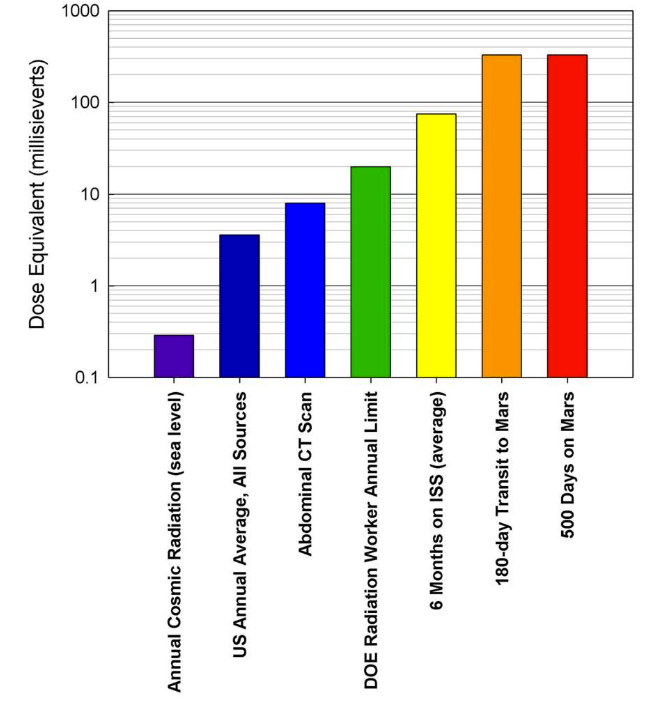 1000
100
10
1
0.1
Dose Equivalent (millisieverts)
Annual Cosmic Radiation (sea level)
US Annual Average, All Sources
Abdominal CT Scan
DOE Radiation Worker Annual Limit
6 Months on ISS (average)
180-day Transit to Mars
500 Days on Mars